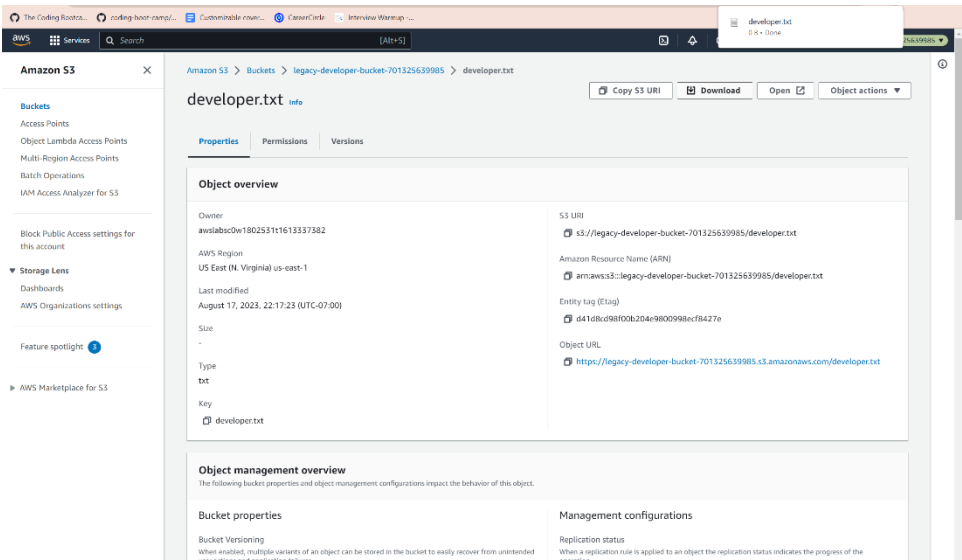 The Coding Bootca...
coding-boot-camp/...
Customizable cover...
CareerCircle
Interview Warmup -...
developer.txt
0 B • Done
aws
Services
Search
[Alt+S]
25639985
Amazon S3
Buckets
Access Points
Object Lambda Access Points
Multi-Region Access Points
Batch Operations
IAM Access Analyzer for S3
Block Public Access settings for
this account
Storage Lens
Dashboards
AWS Organizations settings
Feature spotlight 3
AWS Marketplace for S3
Amazon S3 > Buckets > legacy-developer-bucket-701325639985 > developer.txt
developer.txt Info
Copy S3 URI
Download
Open
Object actions
Properties
Permissions
Versions
Object overview
Owner
awslabsc0w1802531t1613337382
AWS Region
US East (N. Virginia) us-east-1
Last modified
August 17, 2023, 22:17:23 (UTC-07:00)
Size
-
Type
txt
Key
developer.txt
S3 URI
s3://legacy-developer-bucket-701325639985/developer.txt
Amazon Resource Name (ARN)
arn:aws:s3:::legacy-developer-bucket-701325639985/developer.txt
Entity tag (Etag)
d41d8cd98f00b204e9800998ecf8427e
Object URL
https://legacy-developer-bucket-701325639985.s3.amazonaws.com/developer.txt
Object management overview
The following bucket properties and object management configurations impact the behavior of this object.
Bucket properties
Bucket Versioning
When enabled, multiple variants of an object can be stored in the bucket to easily recover from unintended
Management configurations
Replication status
When a replication rule is applied to an object the replication status indicates the progress of the